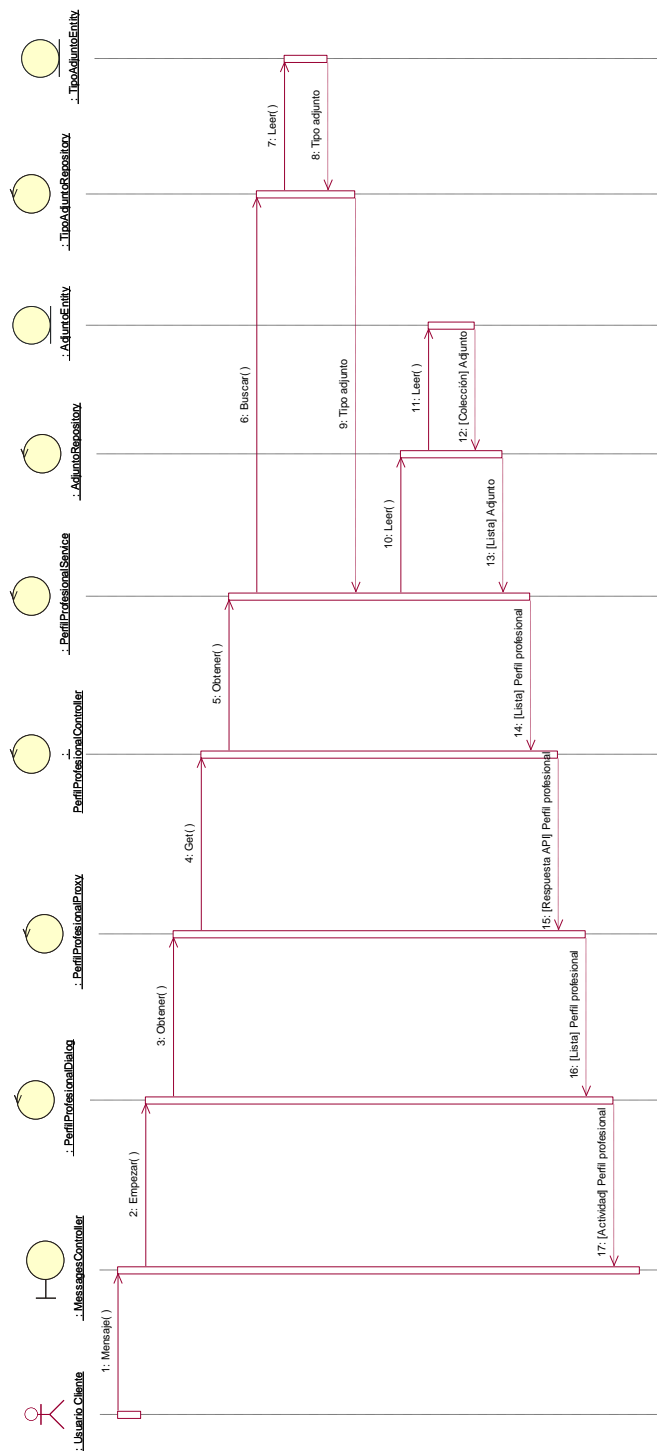 : Usuario Cliente
: MessagesController
: PerfilProfesionalDialog
: PerfilProfesionalProxy
:
PerfilProfesionalController
: PerfilProfesionalService
: AdjuntoRepository
: AdjuntoEntity
: TipoAdjuntoRepository
: TipoAdjuntoEntity
1: Mensaje( )
2: Empezar( )
3: Obtener( )
4: Get( )
5: Obtener( )
6: Buscar( )
7: Leer( )
8: Tipo adjunto
9: Tipo adjunto
10: Leer( )
11: Leer( )
12: [Colección] Adjunto
13: [Lista] Adjunto
14: [Lista] Perfil profesional
15: [Respuesta API] Perfil profesional
16: [Lista] Perfil profesional
17: [Actividad] Perfil profesional